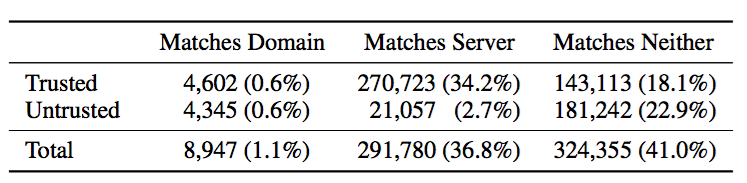 Matches Domain Matches Server Matches Neither
Trusted 4,602 (0.6%) 270,723 (34.2%) 143,113 (18.1%)
Untrusted 4,345 (0.6%) 21,057 (2.7%) 181,242 (22.9%)
Total 8,947 (1.1%) 291,780 (36.8%) 324,355 (41.0%)